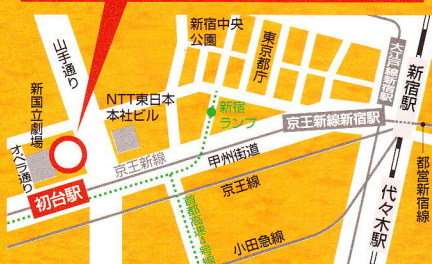 新宿中央
公園
東京都庁
大江戸線新宿駅
新宿駅
山手通り
新国立劇場
NTT東日本
本社ビル
新宿
ランプ
京王新線新宿駅
オペラ通り
京王新線
甲州街道
都営新宿線
初台駅
京王線
代々木駅
首都高速4号線
小田急線